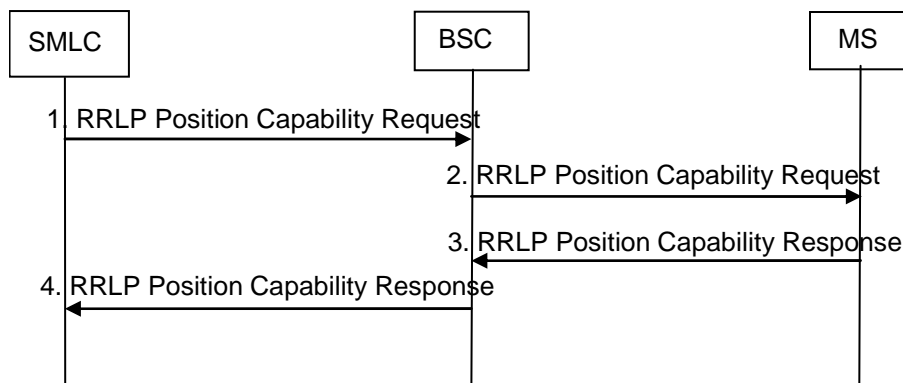 SMLC
BSC
MS
1. RRLP Position Capability Request
2. RRLP Position Capability Request
3. RRLP Position Capability Response
4. RRLP Position Capability Response